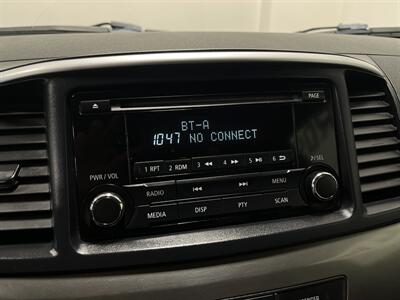 PAGE
BT-A
1047 NO CONNECT
1 RPT 2 RDM 3 ◀◀ 4 ▶▶ 5 ▶/II 6 ⮌
PWR / VOL
♪/SEL
RADIO |◀◀ ▶▶| MENU
MEDIA DISP PTY SCAN